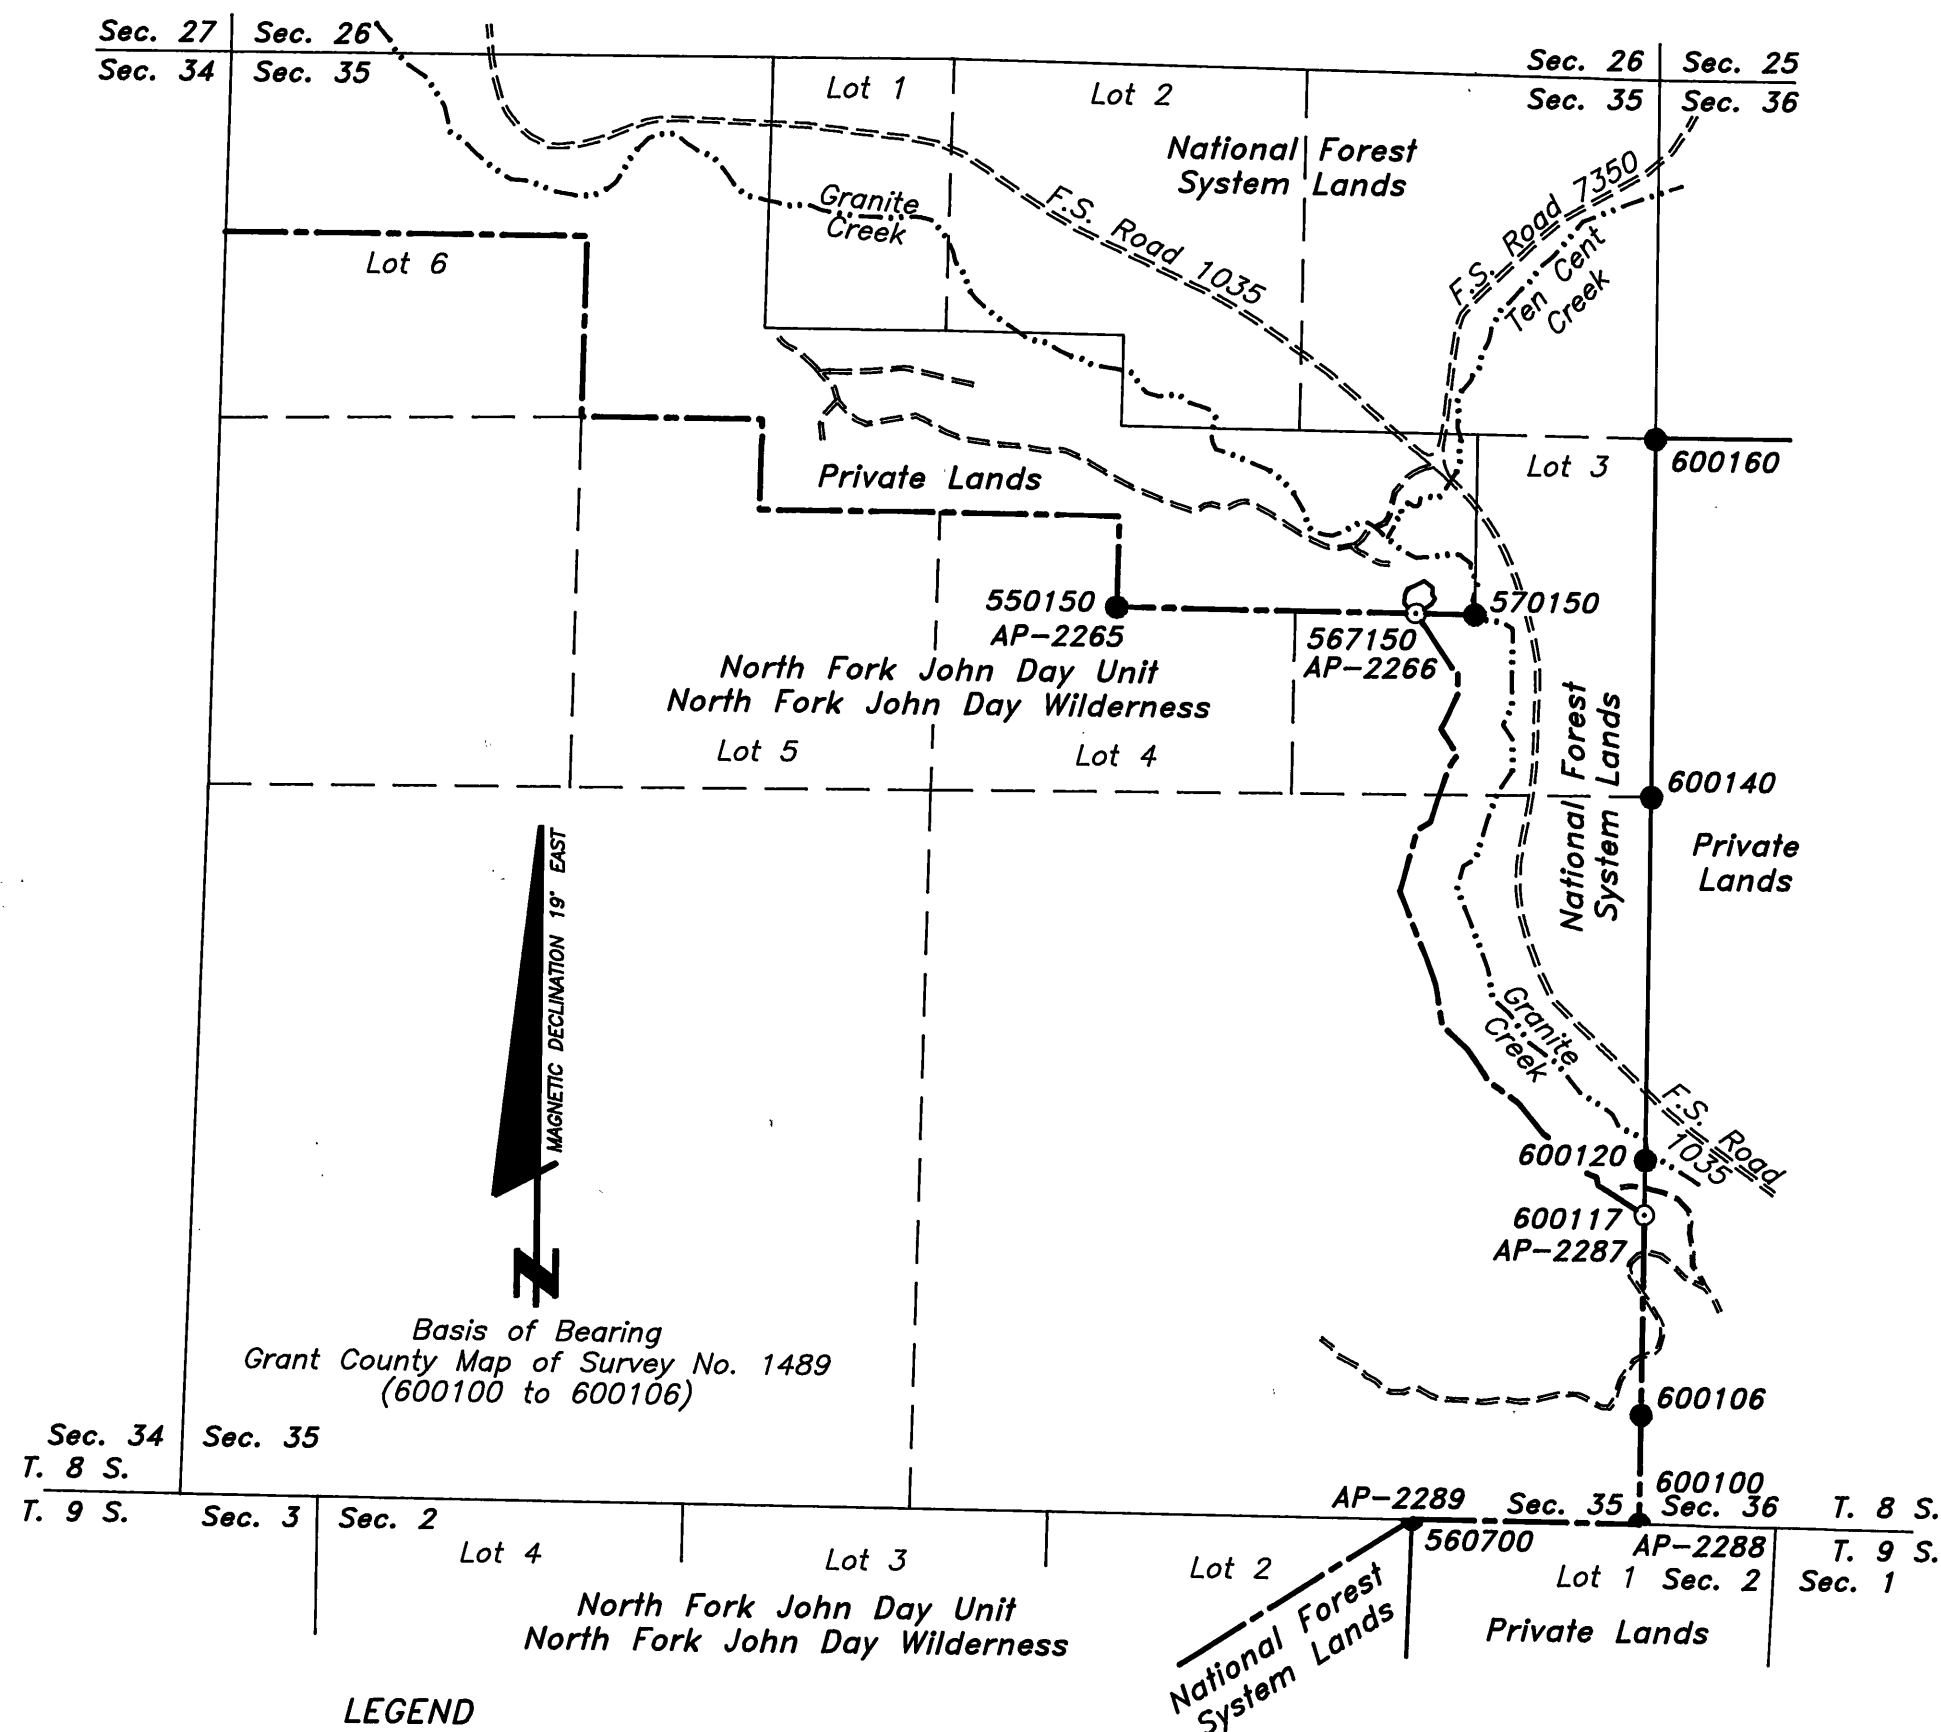 Sec. 27 Sec. 26
Sec. 34 Sec. 35
Sec. 26 Sec. 25
Sec. 35 Sec. 36
Lot 1
Lot 2
National Forest
System Lands
F.S. Road 7350
Ten Cent
Creek
Granite
Creek
F.S. Road 1035
Lot 6
Lot 3
600160
Private Lands
550150
AP-2265
567150
AP-2266
570150
North Fork John Day Unit
North Fork John Day Wilderness
Lot 5
Lot 4
National Forest
System Lands
600140
Private
Lands
MAGNETIC DECLINATION 19° EAST
N
Granite
Creek
F.S. Road
1035
600120
600117
AP-2287
Basis of Bearing
Grant County Map of Survey No. 1489
(600100 to 600106)
600106
Sec. 34 Sec. 35
T. 8 S.
T. 9 S. Sec. 3 Sec. 2
600100
AP-2289 Sec. 35 Sec. 36 T. 8 S.
560700 AP-2288 T. 9 S.
Lot 4
Lot 3
Lot 2
Lot 1 Sec. 2 Sec. 1
North Fork John Day Unit
North Fork John Day Wilderness
National Forest
System Lands
Private Lands
LEGEND